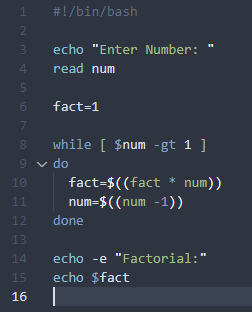 1 #!/bin/bash
2
3 echo "Enter Number: "
4 read num
5
6 fact=1
7
8 while [ $num -gt 1 ]
9 do
10 fact=$((fact * num))
11 num=$((num -1))
12 done
13
14 echo -e "Factorial:"
15 echo $fact
16